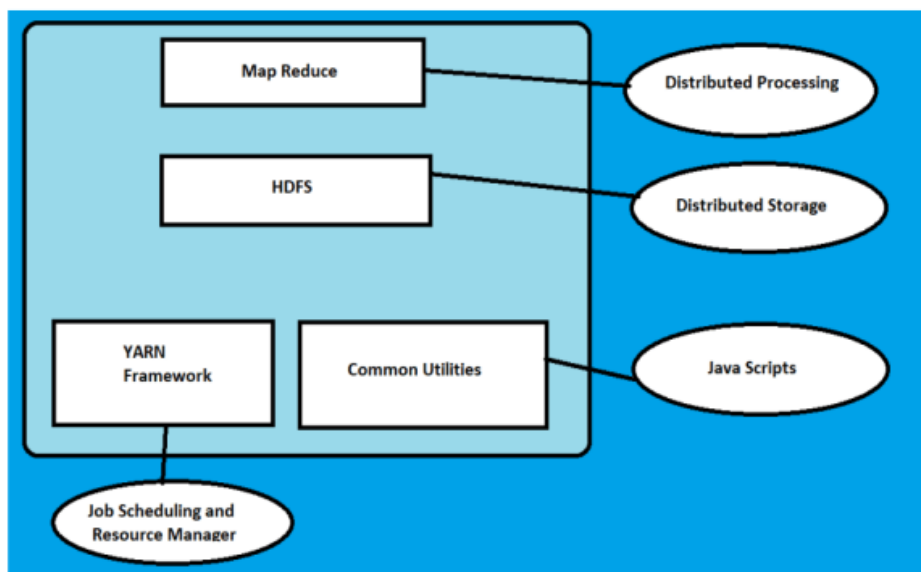 Map Reduce
Distributed Processing
HDFS
Distributed Storage
YARN
Framework
Common Utilities
Java Scripts
Job Scheduling and
Resource Manager